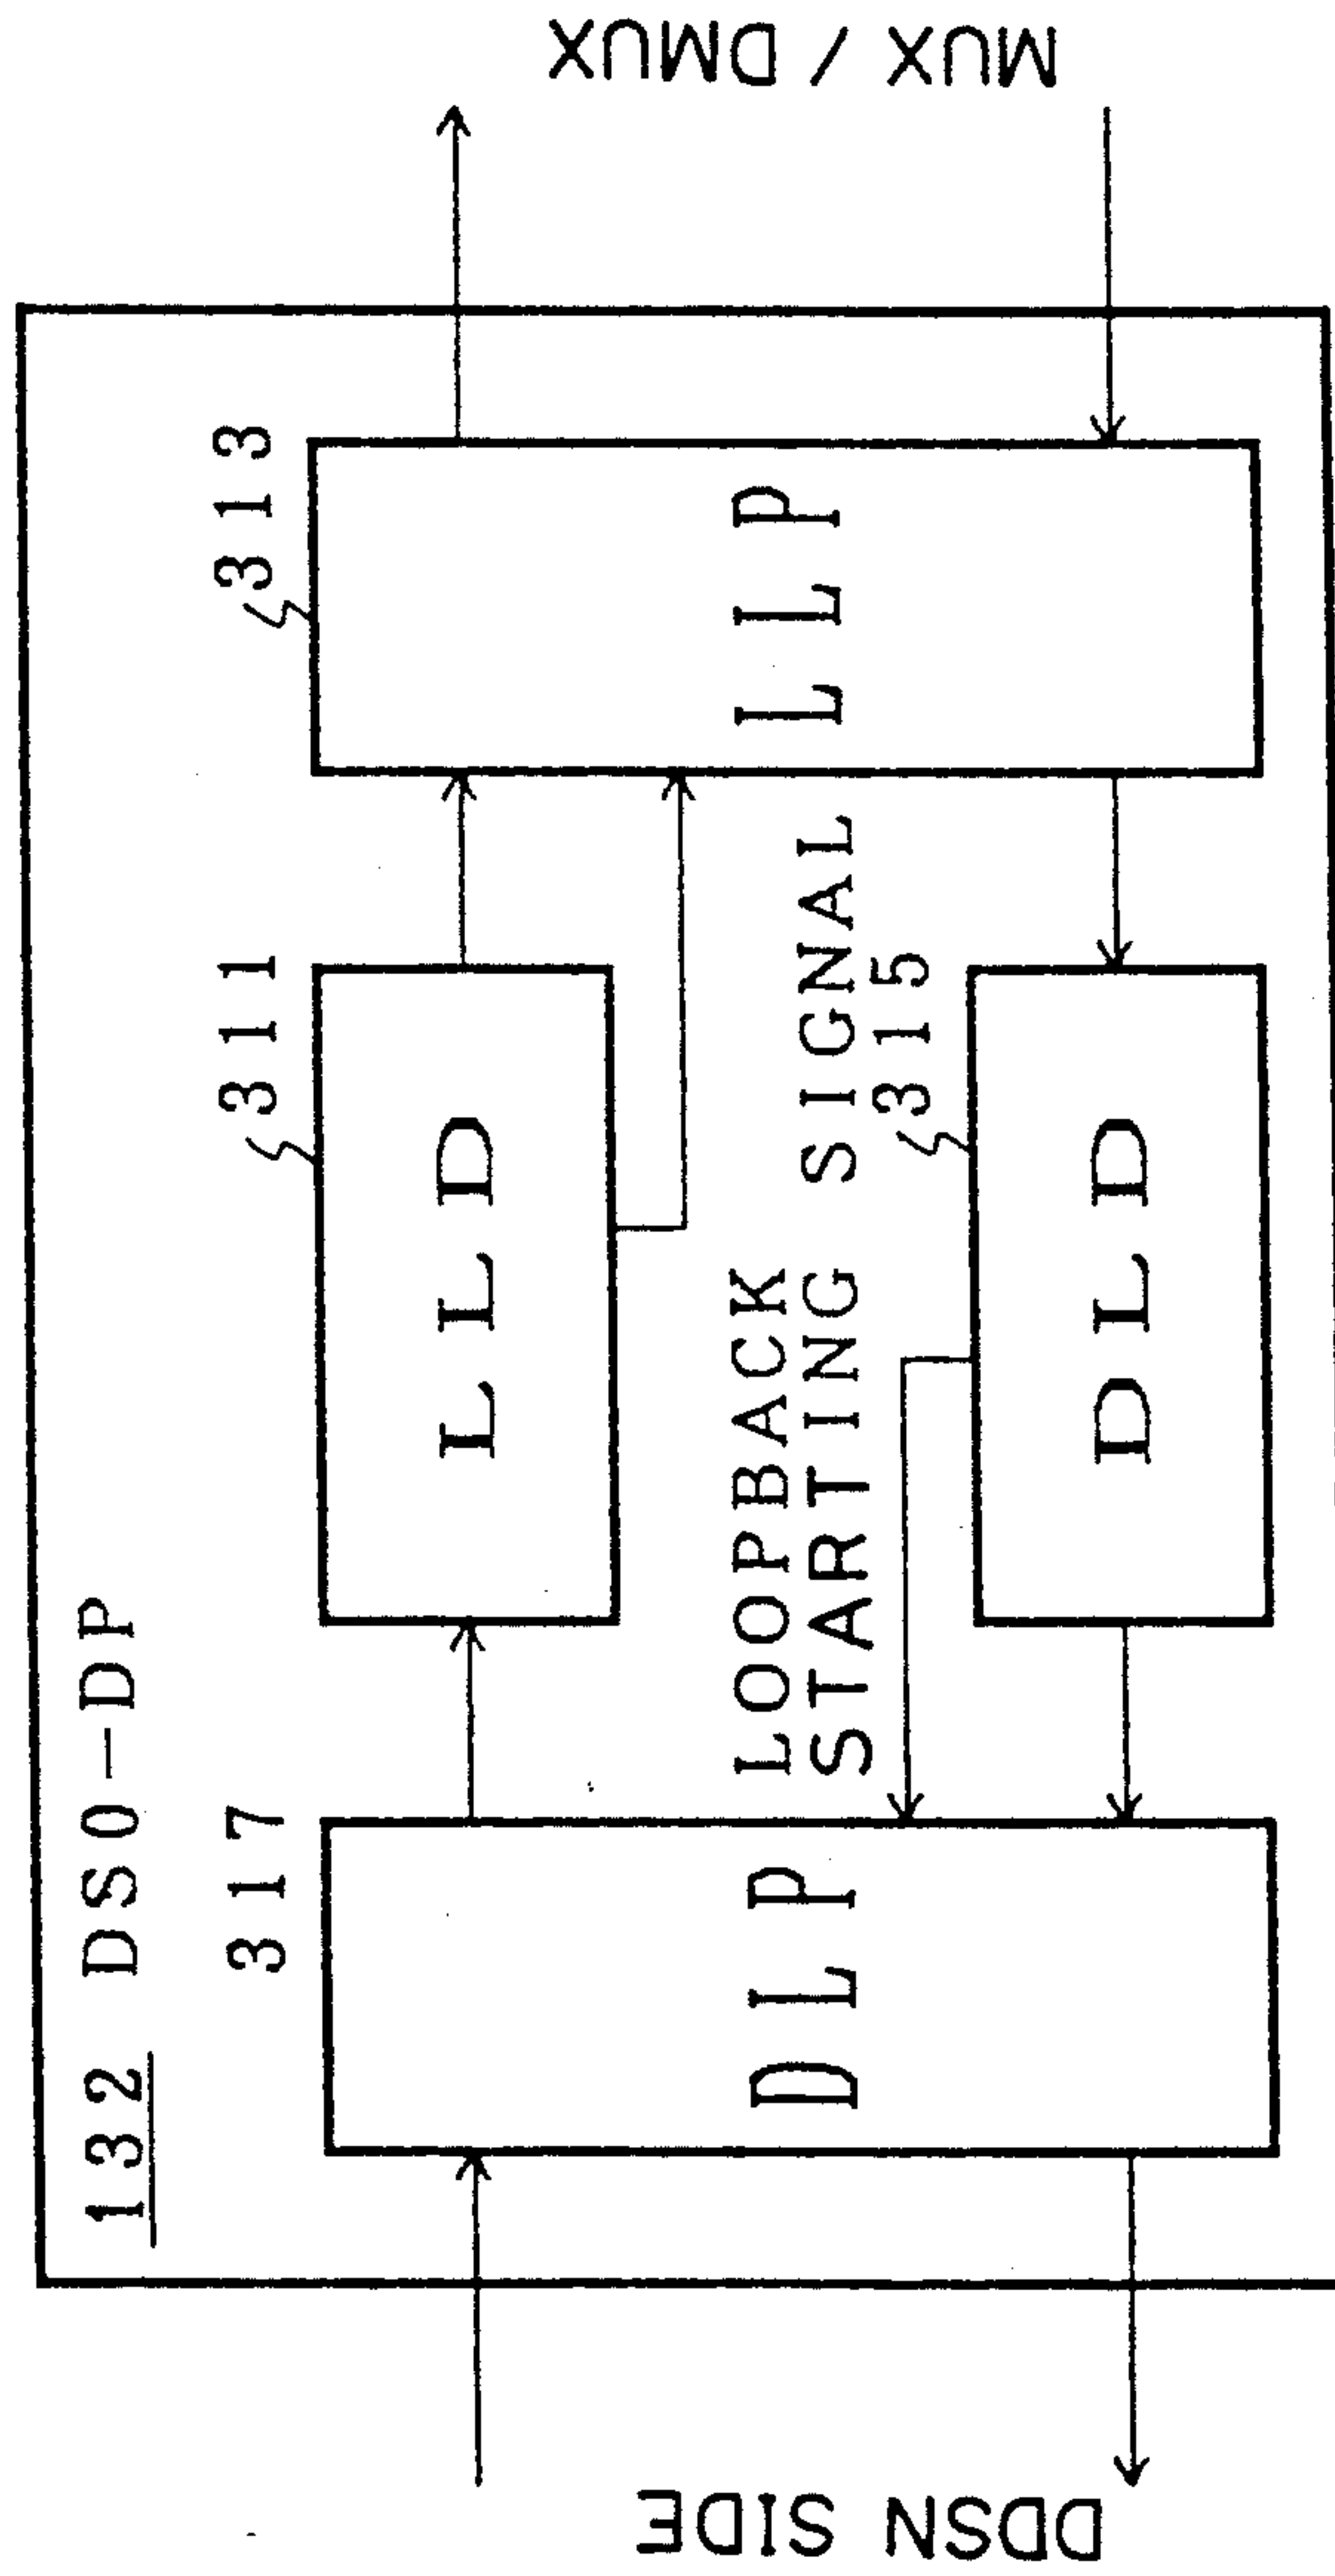 132 DS0-DP
317
311
313
DLP
LLD
LLP
LOOPBACK
STARTING SIGNAL
315
DLD
DDSN SIDE
MUX / DMUX